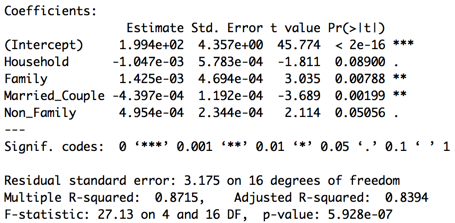 Coefficients:
Estimate Std. Error t value Pr(>|t|)
(Intercept) 1.994e+02 4.357e+00 45.774 < 2e-16 ***
Household -1.047e-03 5.783e-04 -1.811 0.08900 .
Family 1.425e-03 4.694e-04 3.035 0.00788 **
Married_Couple -4.397e-04 1.192e-04 -3.689 0.00199 **
Non_Family 4.954e-04 2.344e-04 2.114 0.05056 .
---
Signif. codes: 0 ‘***’ 0.001 ‘**’ 0.01 ‘*’ 0.05 ‘.’ 0.1 ‘ ’ 1
Residual standard error: 3.175 on 16 degrees of freedom
Multiple R-squared: 0.8715, Adjusted R-squared: 0.8394
F-statistic: 27.13 on 4 and 16 DF, p-value: 5.928e-07